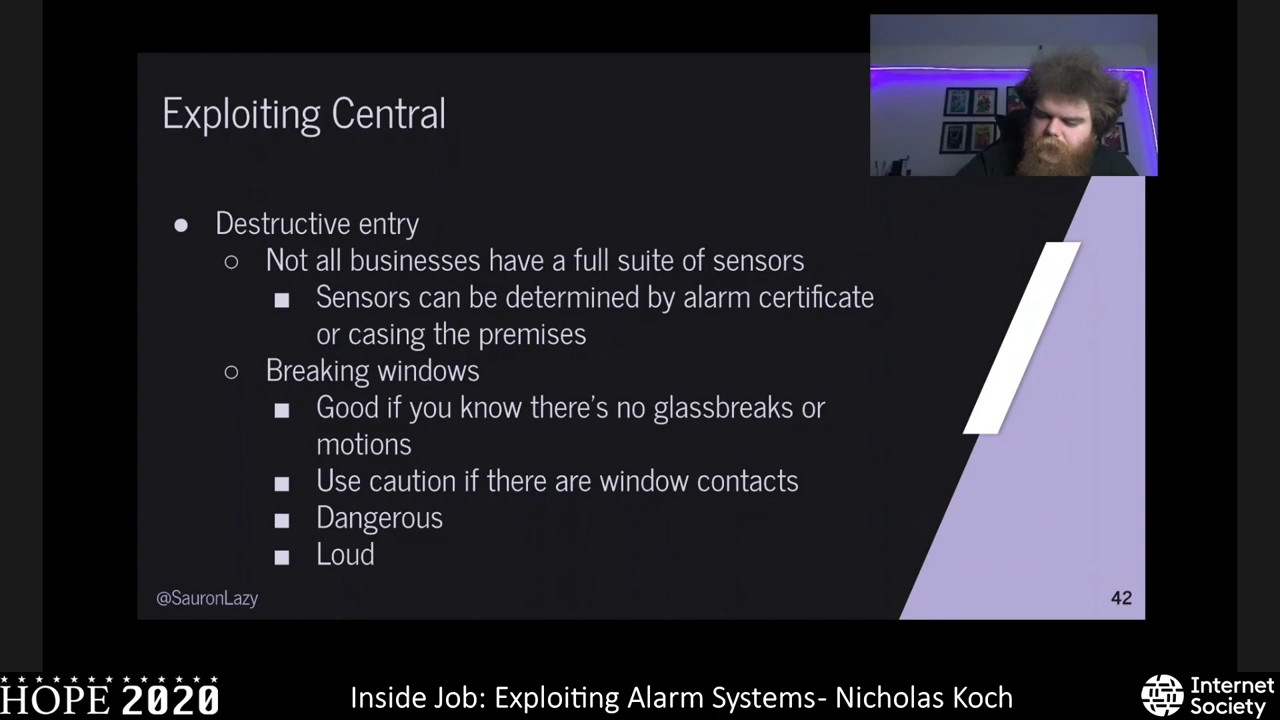 Exploiting Central
● Destructive entry
○ Not all businesses have a full suite of sensors
■ Sensors can be determined by alarm certificate
or casing the premises
○ Breaking windows
■ Good if you know there's no glassbreaks or
motions
■ Use caution if there are window contacts
■ Dangerous
■ Loud
@SauronLazy
42
HOPE 2020
Inside Job: Exploiting Alarm Systems- Nicholas Koch
Internet
Society